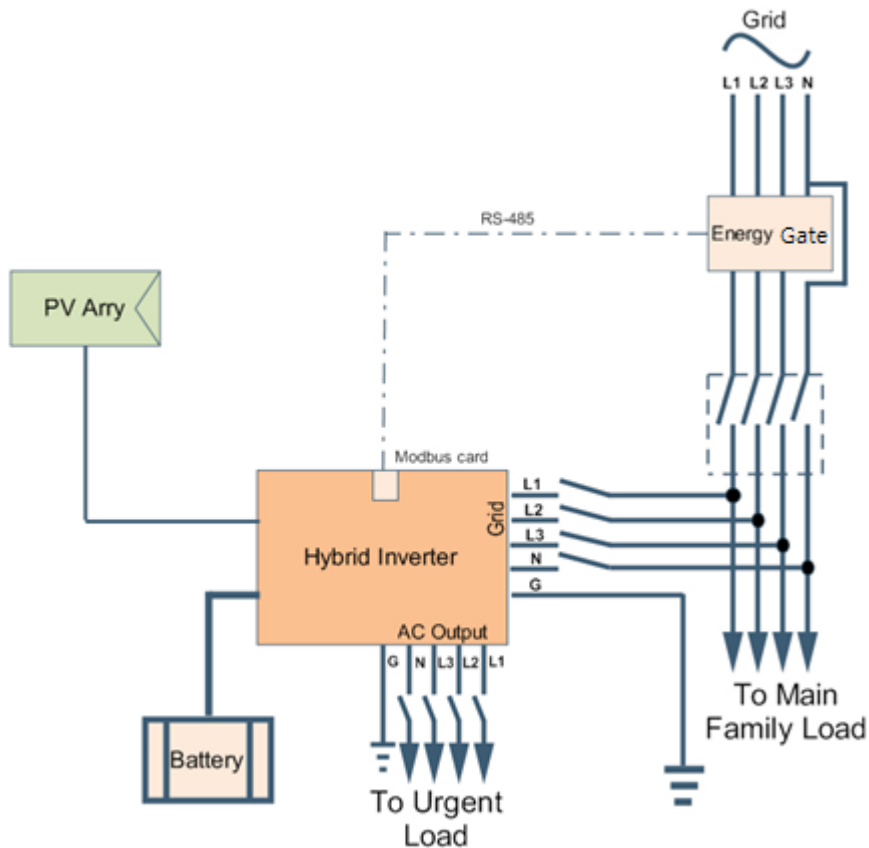 Grid
L1 L2 L3 N
RS-485
Energy Gate
PV Arry
Modbus card
L1
L2
L3
N
G
Grid
Hybrid Inverter
AC Output
G N L3 L2 L1
Battery
To Main
Family Load
To Urgent
Load